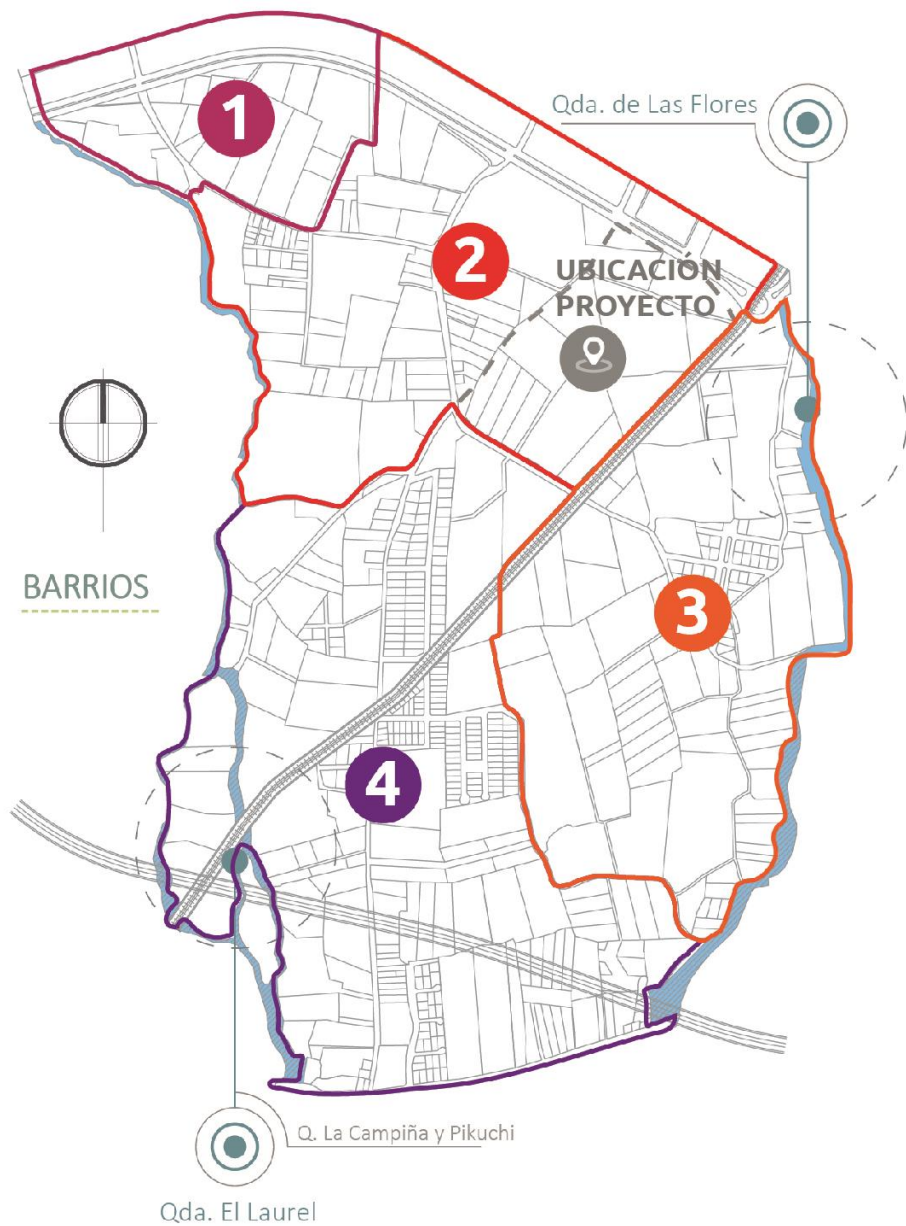 1
Qda. de Las Flores
2
UBICACIÓN
PROYECTO
BARRIOS
3
4
Q. La Campiña y Pikuchi
Qda. El Laurel